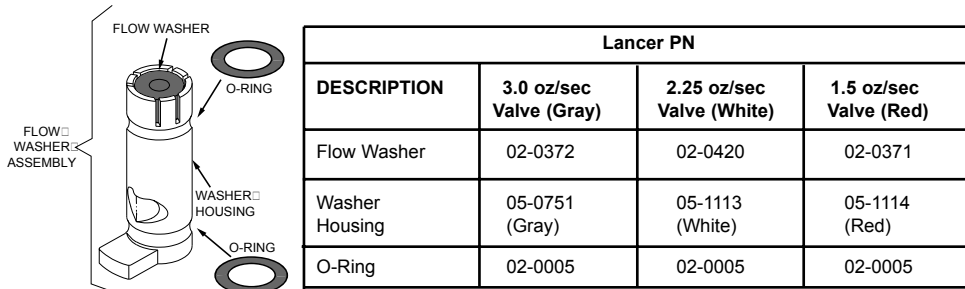 FLOW WASHER
O-RING
FLOW□
WASHER□
ASSEMBLY
WASHER□
HOUSING
O-RING
Lancer PN
DESCRIPTION 3.0 oz/sec Valve (Gray) 2.25 oz/sec Valve (White) 1.5 oz/sec Valve (Red)
Flow Washer 02-0372 02-0420 02-0371
Washer Housing 05-0751 (Gray) 05-1113 (White) 05-1114 (Red)
O-Ring 02-0005 02-0005 02-0005